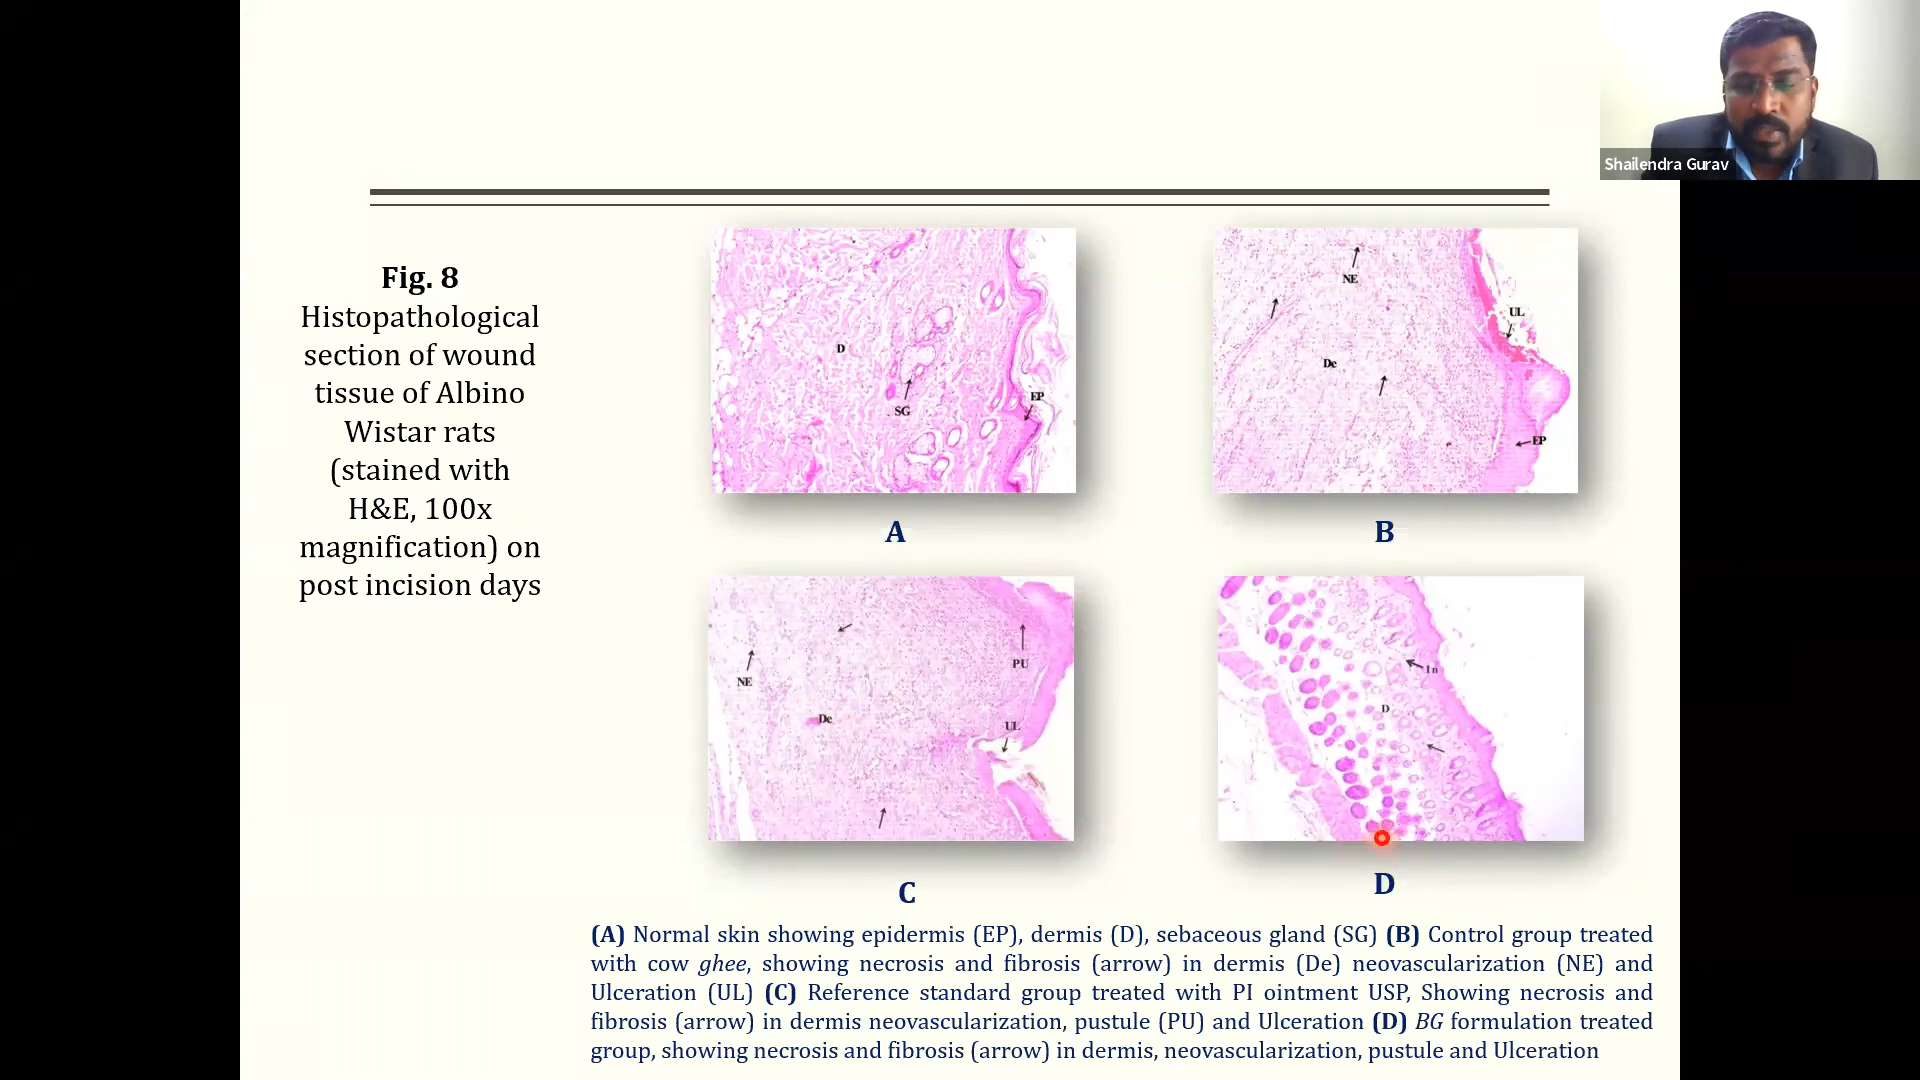 Shailendra Gurav
Fig. 8
Histopathological
section of wound
tissue of Albino
Wistar rats
(stained with
H&E, 100x
magnification) on
post incision days
D
SG
EP
A
NE
UL
De
EP
B
NE
PU
De
UL
C
In
D
D
(A) Normal skin showing epidermis (EP), dermis (D), sebaceous gland (SG) (B) Control group treated
with cow ghee, showing necrosis and fibrosis (arrow) in dermis (De) neovascularization (NE) and
Ulceration (UL) (C) Reference standard group treated with PI ointment USP, Showing necrosis and
fibrosis (arrow) in dermis neovascularization, pustule (PU) and Ulceration (D) BG formulation treated
group, showing necrosis and fibrosis (arrow) in dermis, neovascularization, pustule and Ulceration